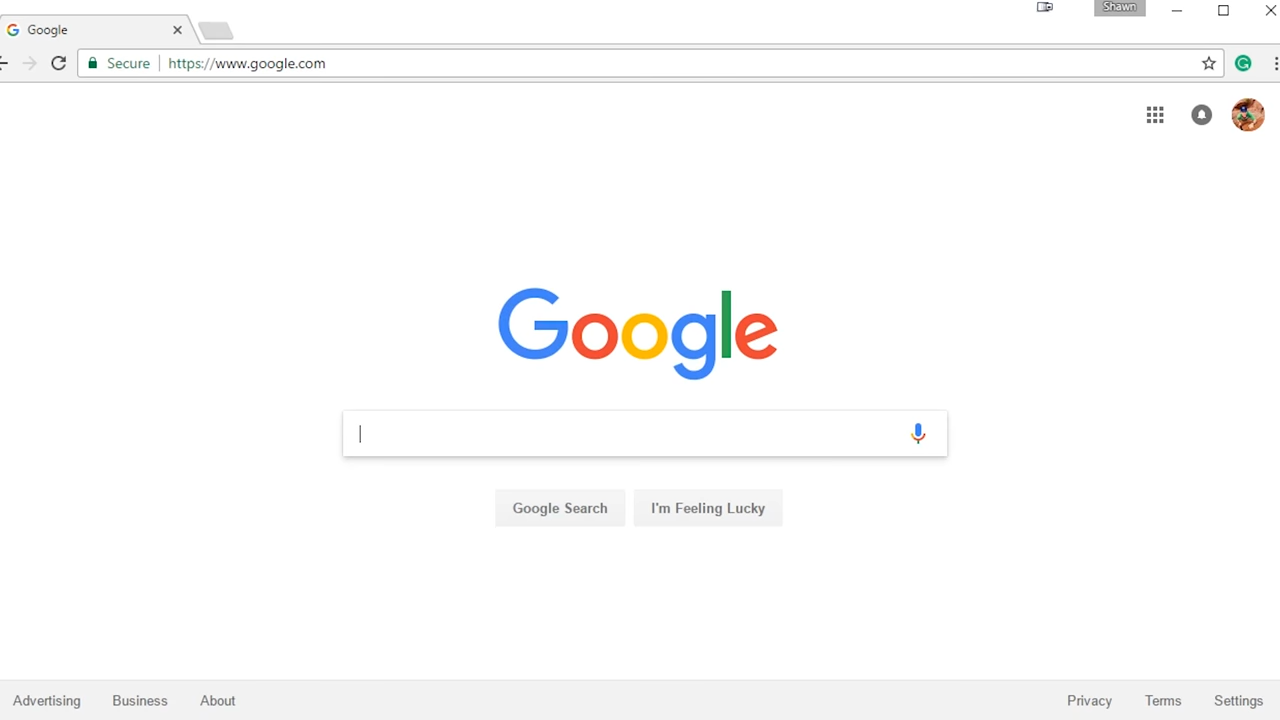 Shawn
Google
Secure https://www.google.com
Google
Google Search I'm Feeling Lucky
Advertising Business About Privacy Terms Settings